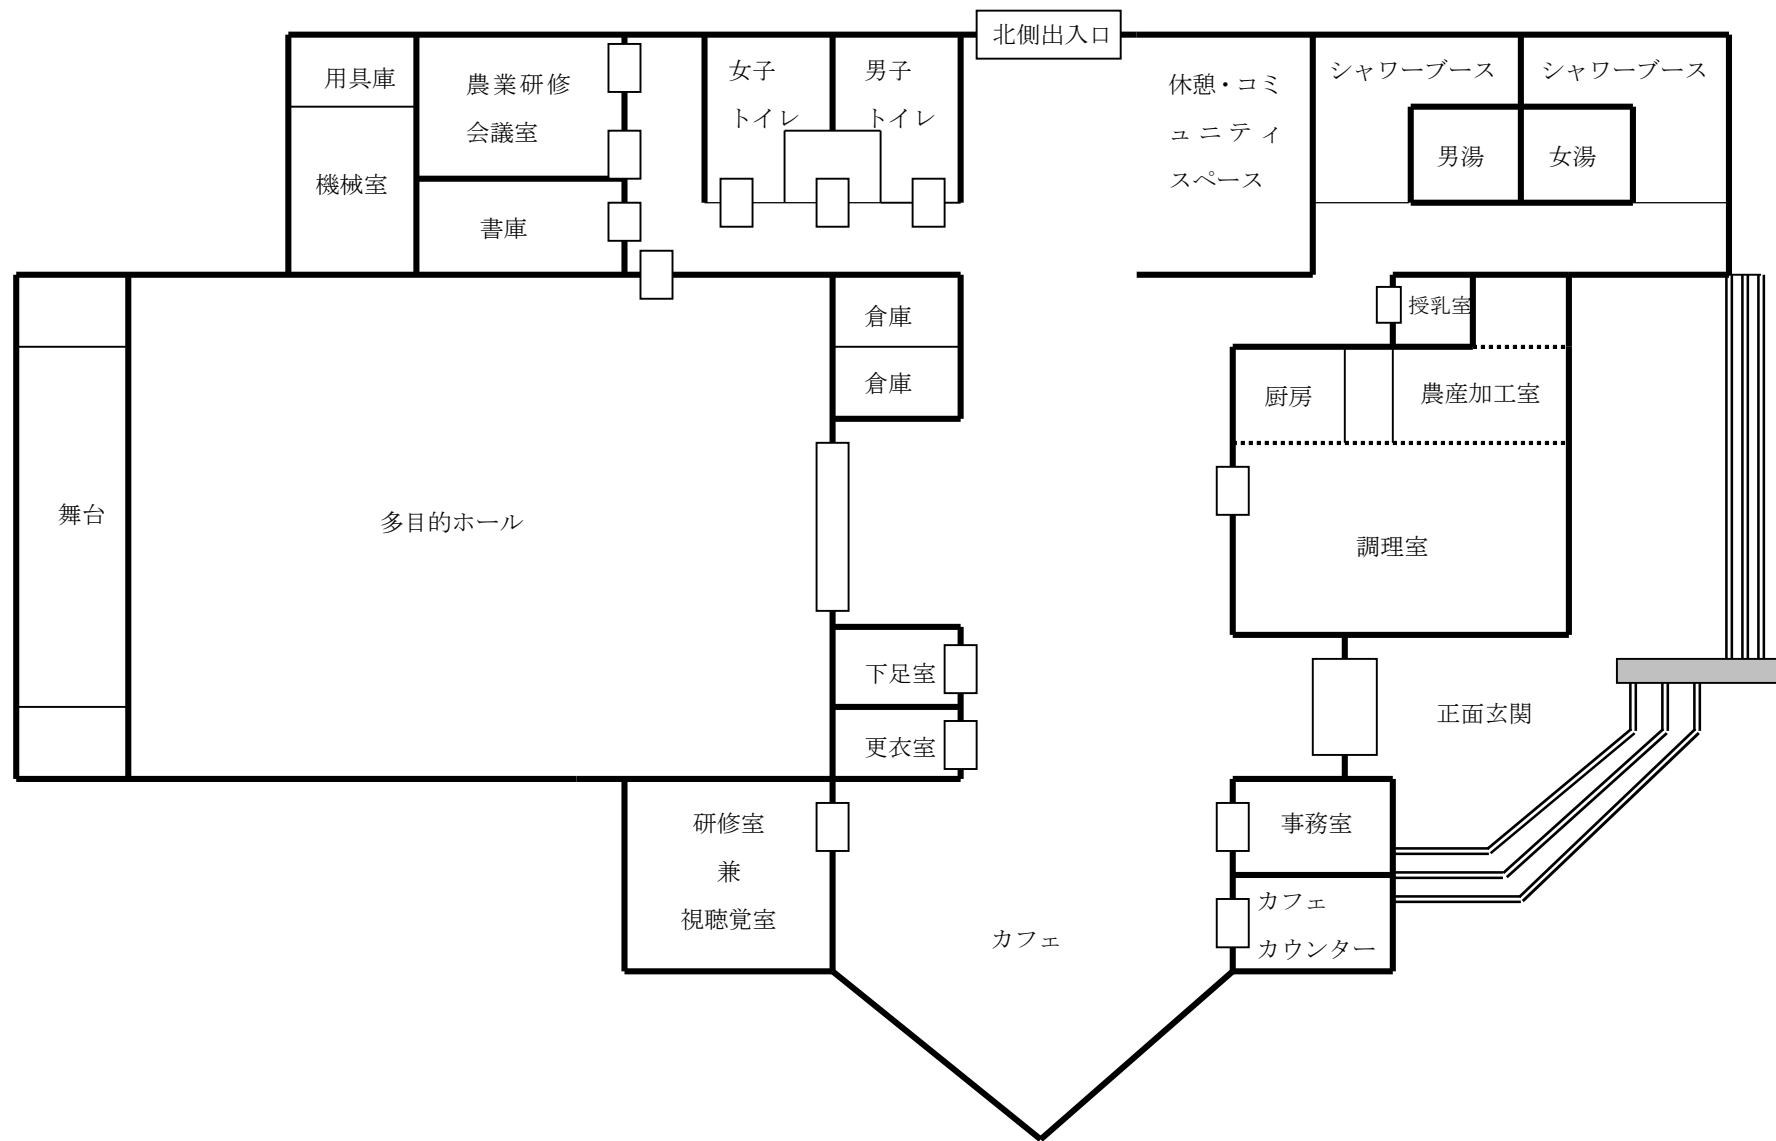 北側出入口
用具庫
農業研修
会議室
女子
トイレ
男子
トイレ
休憩・コミ
ュニティ
スペース
シャワーブース
シャワーブース
男湯
女湯
機械室
書庫
倉庫
倉庫
授乳室
厨房
農産加工室
舞台
多目的ホール
調理室
下足室
更衣室
正面玄関
研修室
兼
視聴覚室
事務室
カフェ
カフェ
カウンター